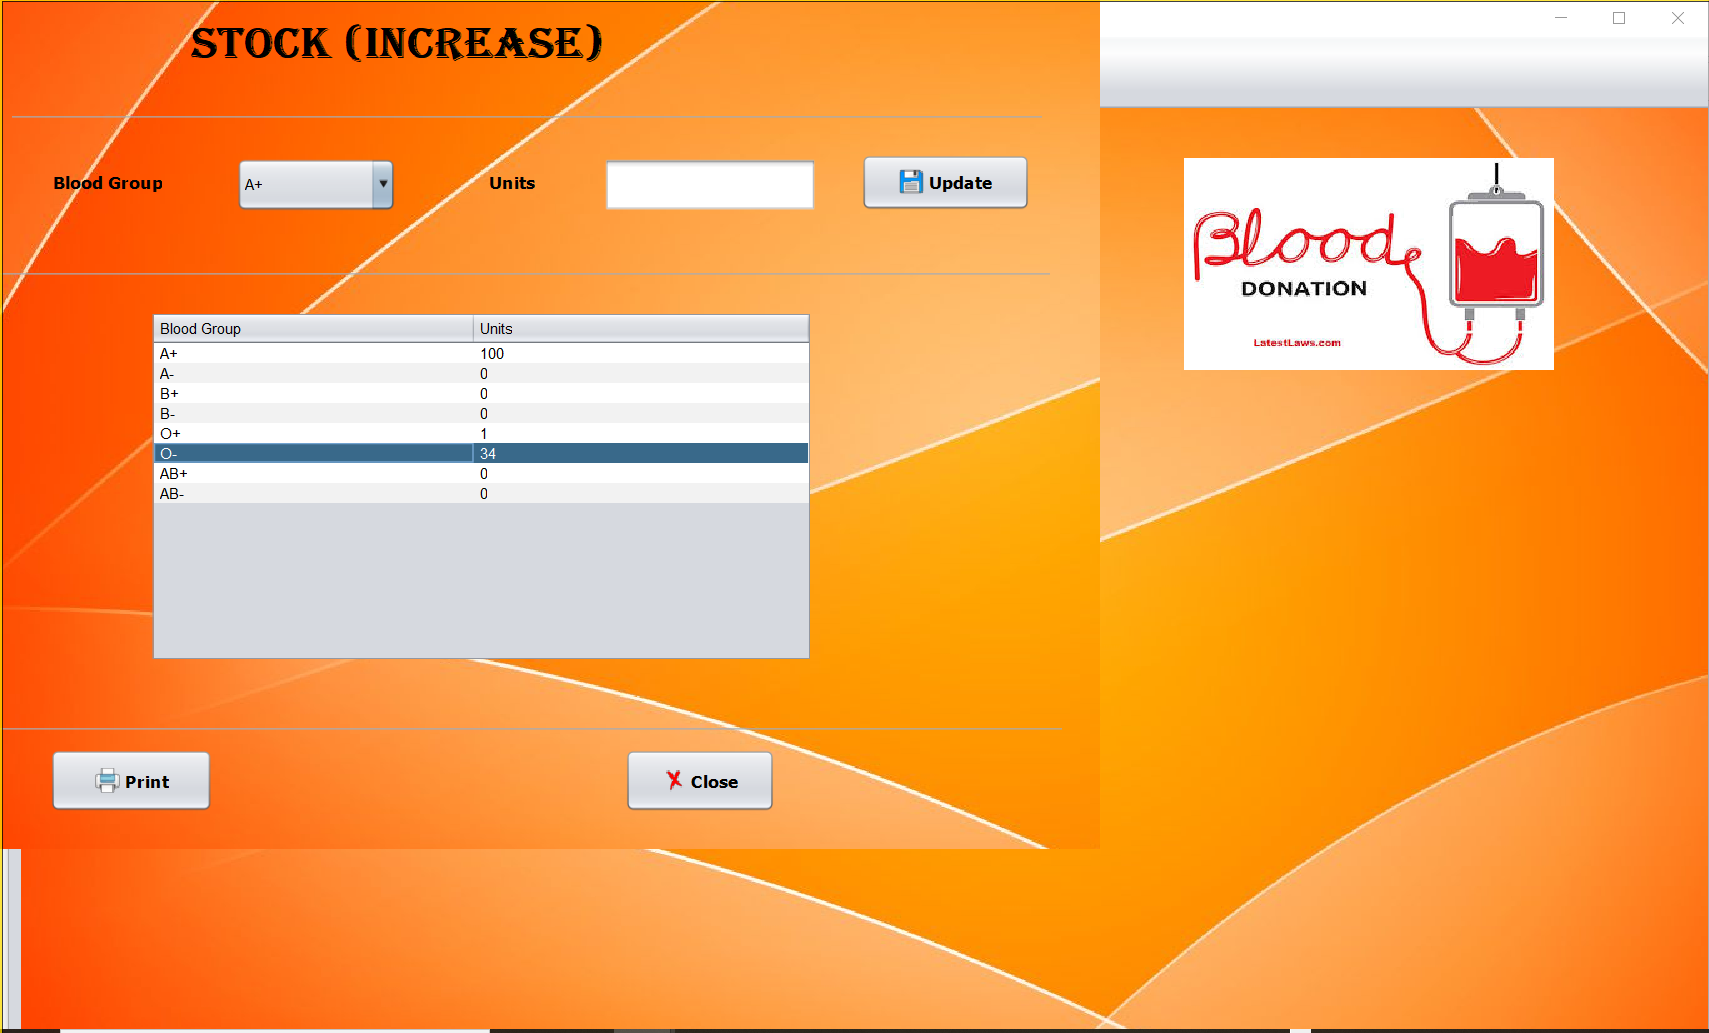 STOCK (INCREASE)
Blood Group A+ Units Update
Blood
DONATION
LatestLaws.com
Blood Group Units
A+ 100
A- 0
B+ 0
B- 0
O+ 1
O- 34
AB+ 0
AB- 0
Print Close